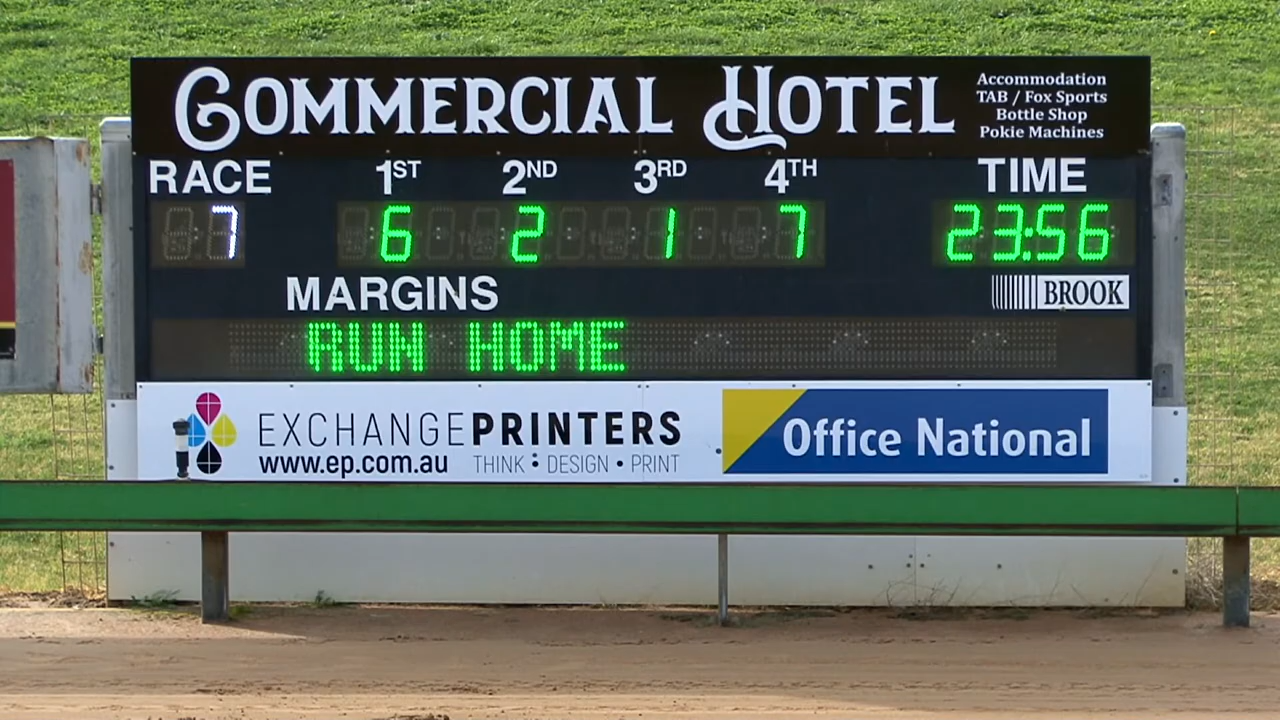 COMMERCIAL HOTEL
Accommodation
TAB / Fox Sports
Bottle Shop
Pokie Machines
RACE 1ST 2ND 3RD 4TH TIME
7 6 2 1 7 23:56
MARGINS
BROOK
RUN HOME
EXCHANGEPRINTERS
www.ep.com.au THINK : DESIGN • PRINT
Office National